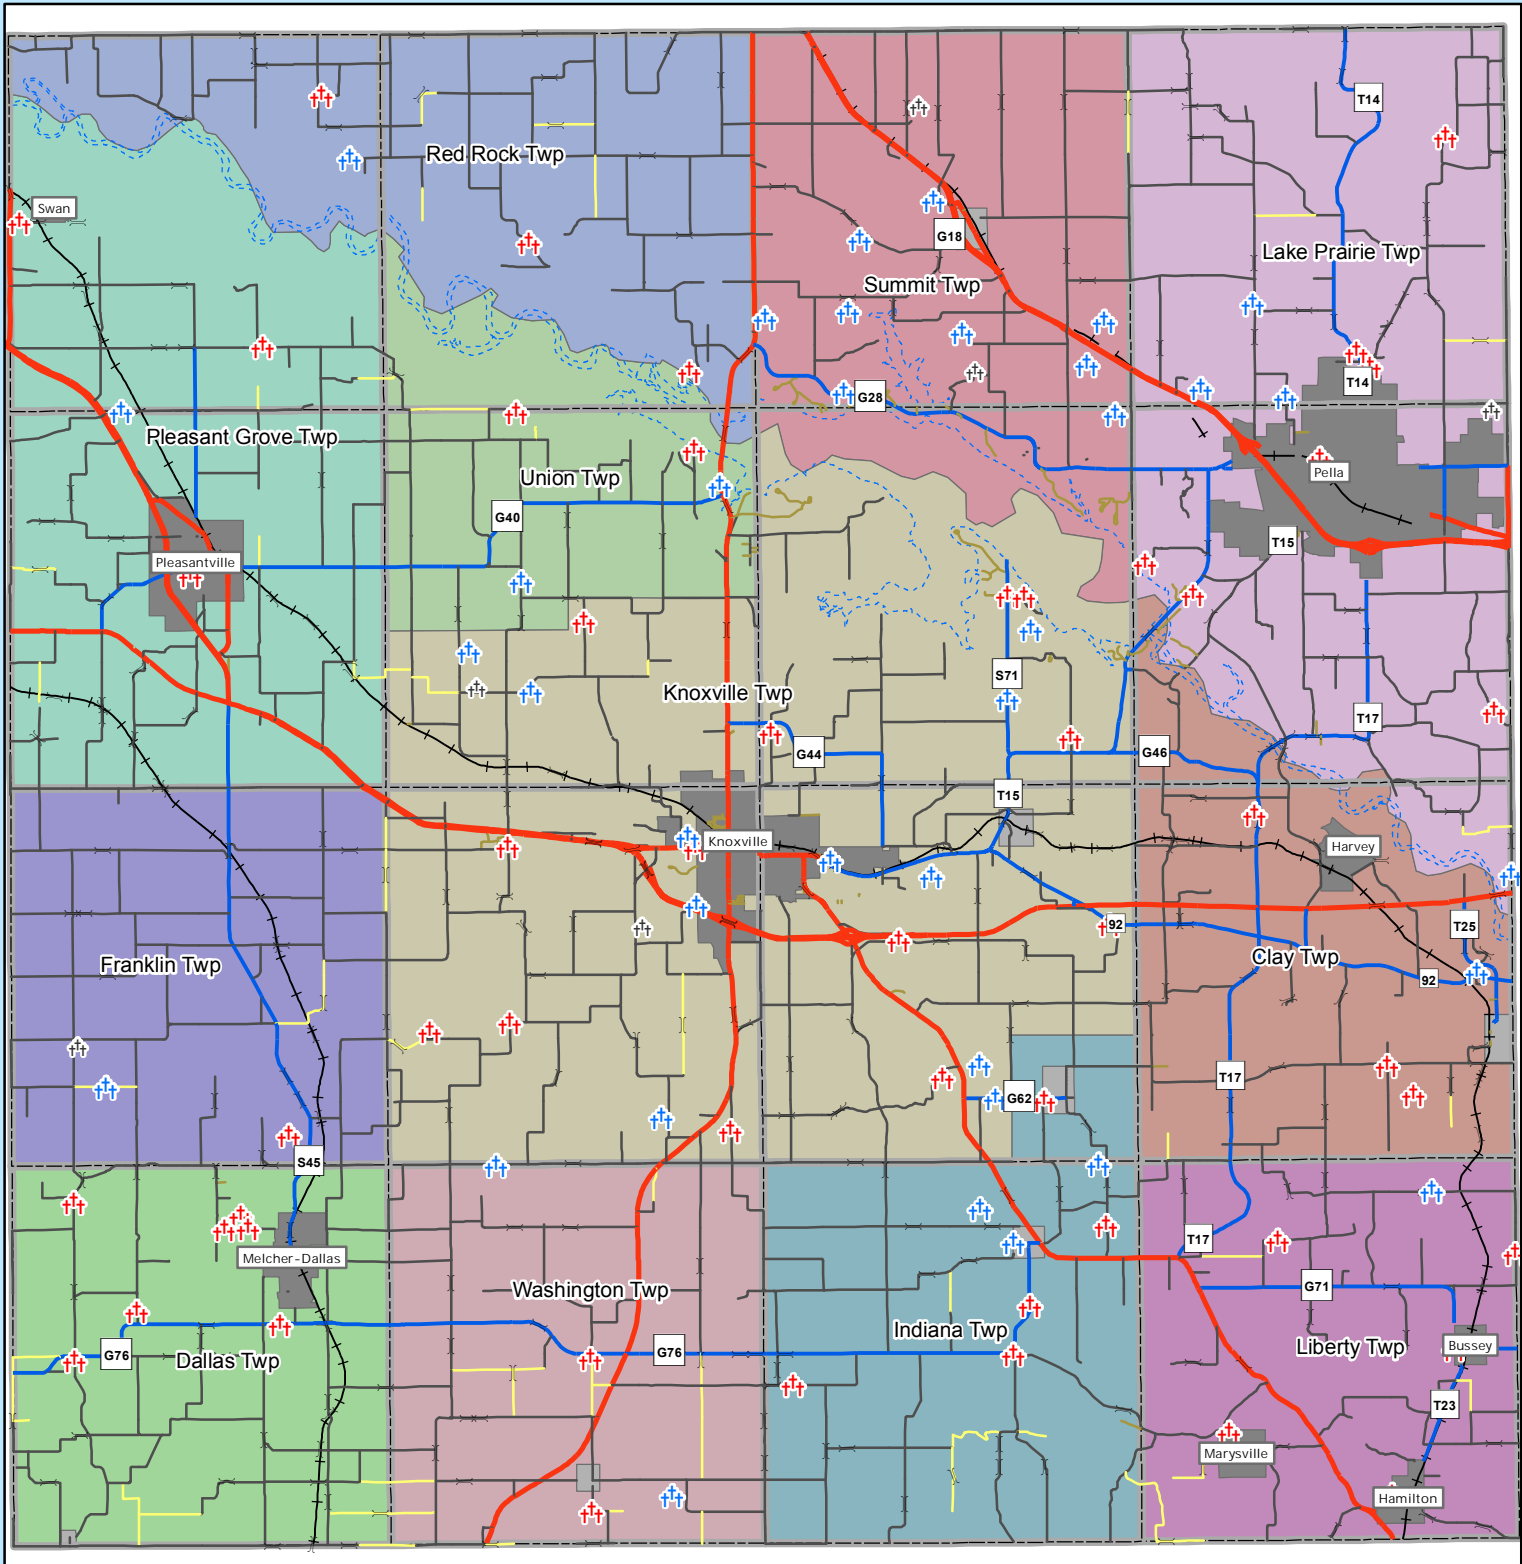 T14
Red Rock Twp
Swan
G18
Lake Prairie Twp
Summit Twp
T14
G28
Pleasant Grove Twp
Pella
Union Twp
G40
T15
Pleasantville
S71
Knoxville Twp
T17
G44
G46
T15
Knoxville
Harvey
92
T25
Franklin Twp
Clay Twp
92
T17
G62
S45
T17
Melcher-Dallas
G71
Washington Twp
Indiana Twp
Liberty Twp
Bussey
G76
Dallas Twp
G76
T23
Marysville
Hamilton